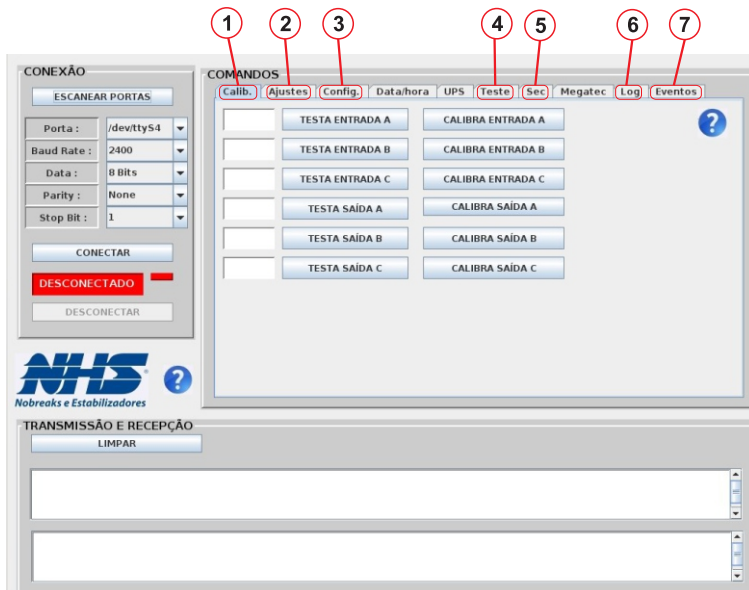 1 2 3 4 5 6 7
CONEXÃO
ESCANEAR PORTAS
Porta : /dev/ttyS4
Baud Rate : 2400
Data : 8 Bits
Parity : None
Stop Bit : 1
CONECTAR
DESCONECTADO
DESCONECTAR
NHS
Nobreaks e Estabilizadores
?
COMANDOS
Calib. Ajustes Config. Data/hora UPS Teste Sec Megatec Log Eventos
TESTA ENTRADA A CALIBRA ENTRADA A
?
TESTA ENTRADA B CALIBRA ENTRADA B
TESTA ENTRADA C CALIBRA ENTRADA C
TESTA SAÍDA A CALIBRA SAÍDA A
TESTA SAÍDA B CALIBRA SAÍDA B
TESTA SAÍDA C CALIBRA SAÍDA C
TRANSMISSÃO E RECEPÇÃO
LIMPAR